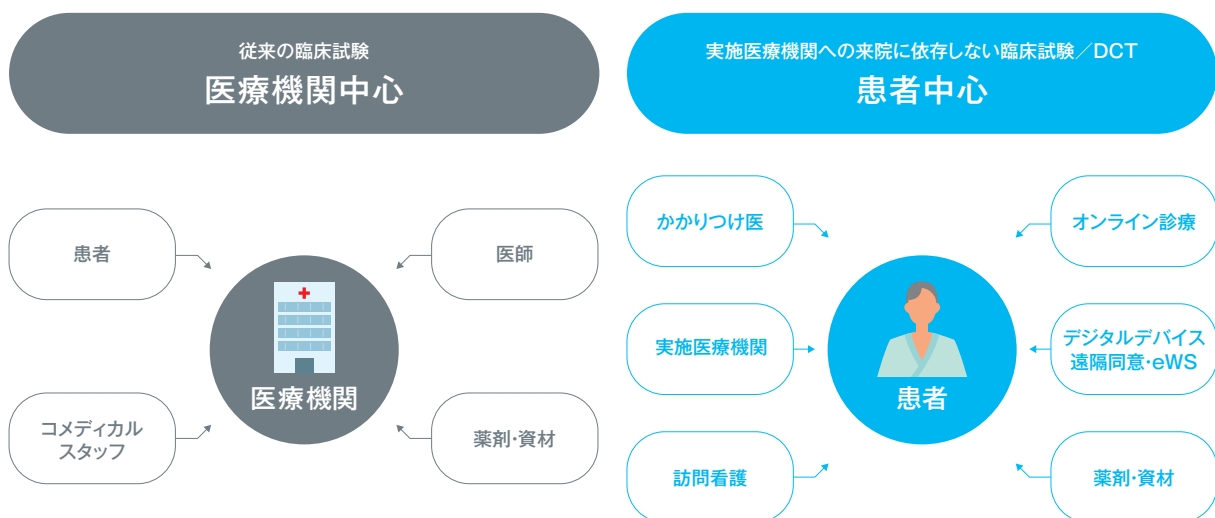 従来の臨床試験
医療機関中心
患者
医師
医療機関
コメディカル
スタッフ
薬剤・資材
実施医療機関への来院に依存しない臨床試験／DCT
患者中心
かかりつけ医
オンライン診療
実施医療機関
デジタルデバイス
遠隔同意・eWS
患者
訪問看護
薬剤・資材